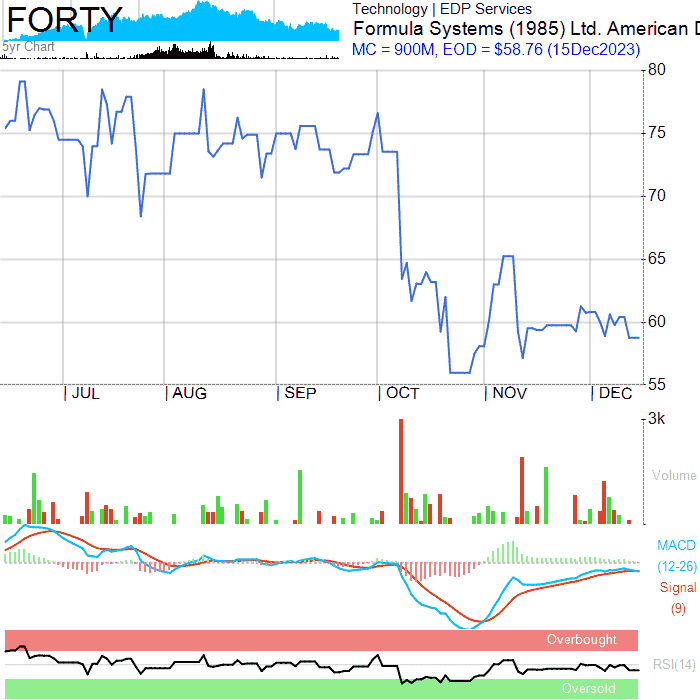 FORTY
5yr Chart
Technology | EDP Services
Formula Systems (1985) Ltd. American D
MC = 900M, EOD = $58.76 (15Dec2023)
80
75
70
65
60
55
JUL AUG SEP OCT NOV DEC
3k
Volume
MACD
(12-26)
Signal
(9)
Overbought
RSI(14)
Oversold